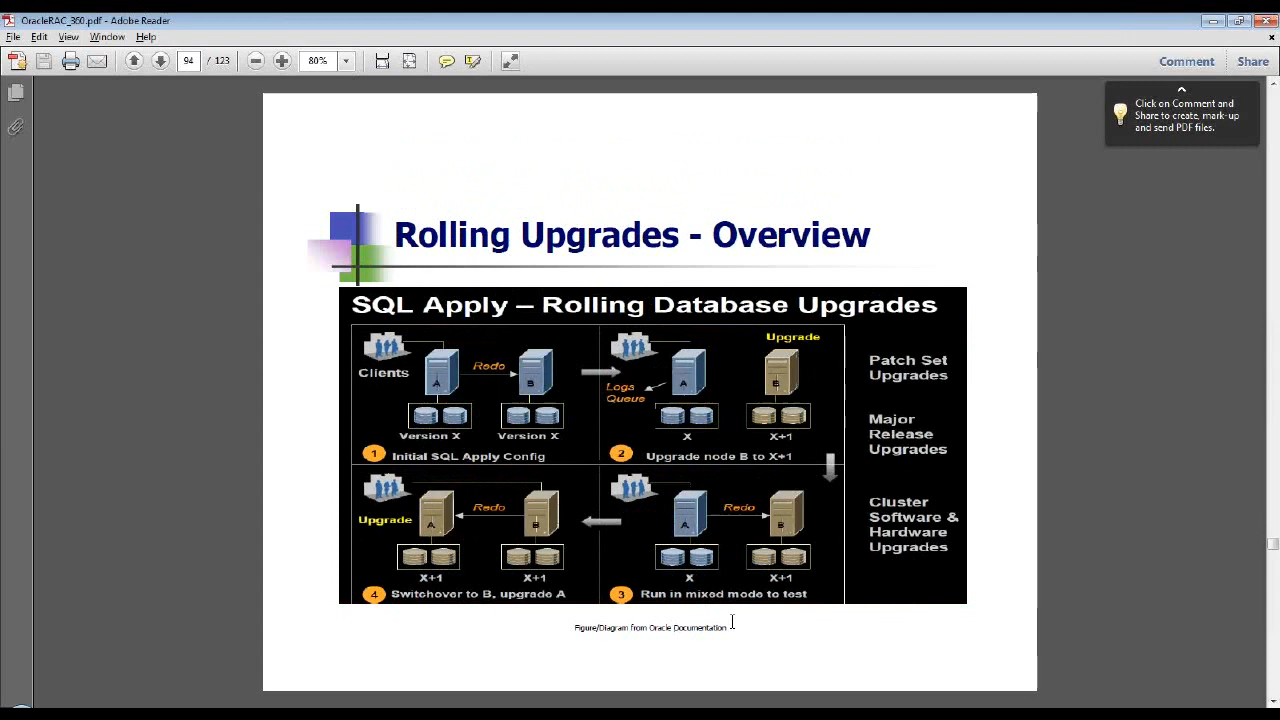 OracleRAC_360.pdf - Adobe Reader
File Edit View Window Help
94 / 123 80% Comment Share
Click on Comment and
Share to create, mark-up
and send PDF files.
Rolling Upgrades - Overview
SQL Apply – Rolling Database Upgrades
Clients
Redo
A
B
Version X
Version X
1 Initial SQL Apply Config
Upgrade
Logs
Queue
A
B
X
X+1
2 Upgrade node B to X+1
Upgrade
Redo
A
B
X+1
X+1
4 Switchover to B, upgrade A
Redo
A
B
X
X+1
3 Run in mixed mode to test
Patch Set
Upgrades
Major
Release
Upgrades
Cluster
Software &
Hardware
Upgrades
Figure/Diagram from Oracle Documentation